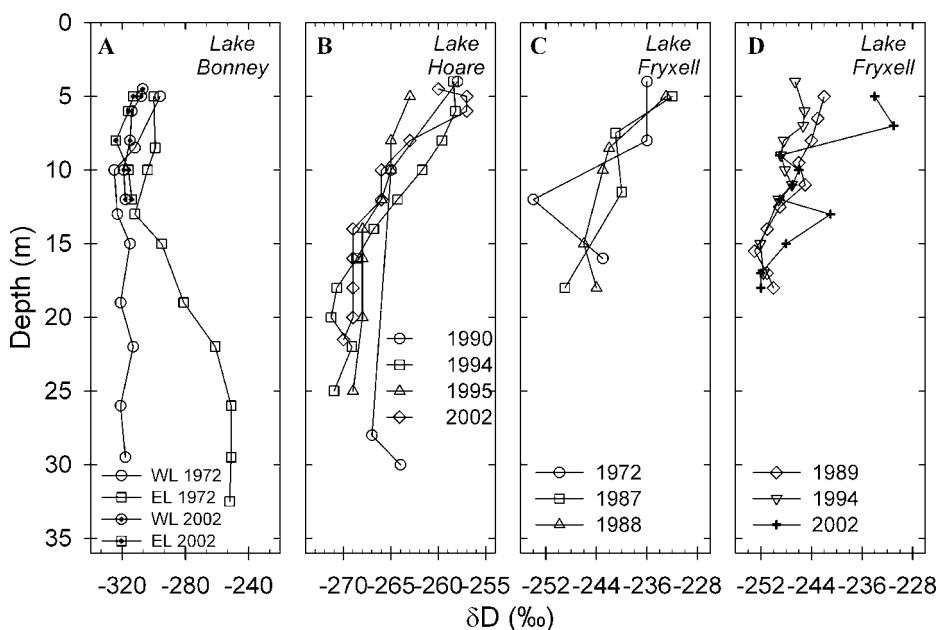 0
5
10
15
20
25
30
35
Depth (m)
A
Lake
Bonney
WL 1972
EL 1972
WL 2002
EL 2002
-320 -280 -240
B
Lake
Hoare
1990
1994
1995
2002
-270 -265 -260 -255
C
Lake
Fryxell
1972
1987
1988
-252 -244 -236 -228
D
Lake
Fryxell
1989
1994
2002
-252 -244 -236 -228
δD (‰)